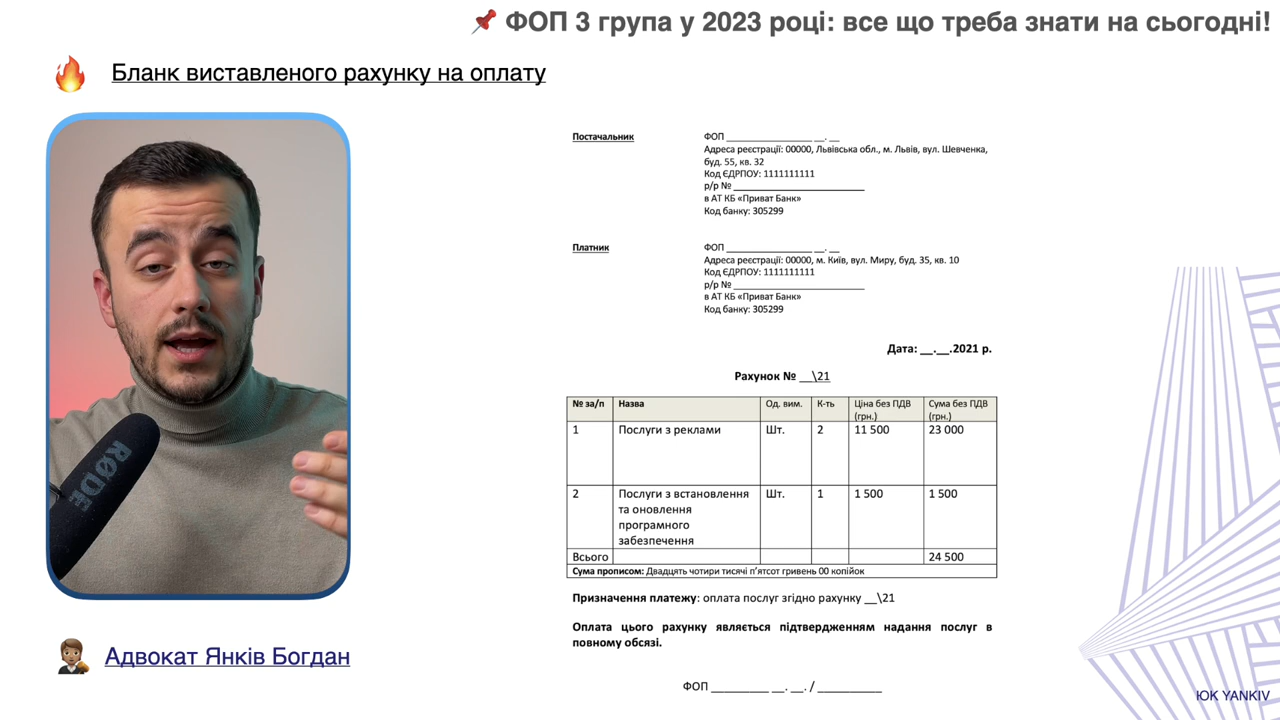 📌 ФОП 3 група у 2023 році: все що треба знати на сьогодні!
🔥 Бланк виставленого рахунку на оплату
RØDE
Адвокат Янків Богдан
Постачальник
ФОП _________________ __. __
Адреса реєстрації: 00000, Львівська обл., м. Львів, вул. Шевченка,
буд. 55, кв. 32
Код ЄДРПОУ: 1111111111
р/р № __________________________
в АТ КБ «Приват Банк»
Код банку: 305299
Платник
ФОП _________________ __. __
Адреса реєстрації: 00000, м. Київ, вул. Миру, буд. 35, кв. 10
Код ЄДРПОУ: 1111111111
р/р № __________________________
в АТ КБ «Приват Банк»
Код банку: 305299
Дата: __.__.2021 р.
Рахунок № __\21
№ за/п Назва Од. вим. К-ть Ціна без ПДВ (грн.) Сума без ПДВ (грн.)
1 Послуги з реклами Шт. 2 11 500 23 000
2 Послуги з встановлення Шт. 1 1 500 1 500
та оновлення
програмного
забезпечення
Всього 24 500
Сума прописом: Двадцять чотири тисячі п'ятсот гривень 00 копійок
Призначення платежу: оплата послуг згідно рахунку __\21
Оплата цього рахунку являється підтвердженням надання послуг в
повному обсязі.
ФОП _________ __. __. / __________
ЮК YANKIV